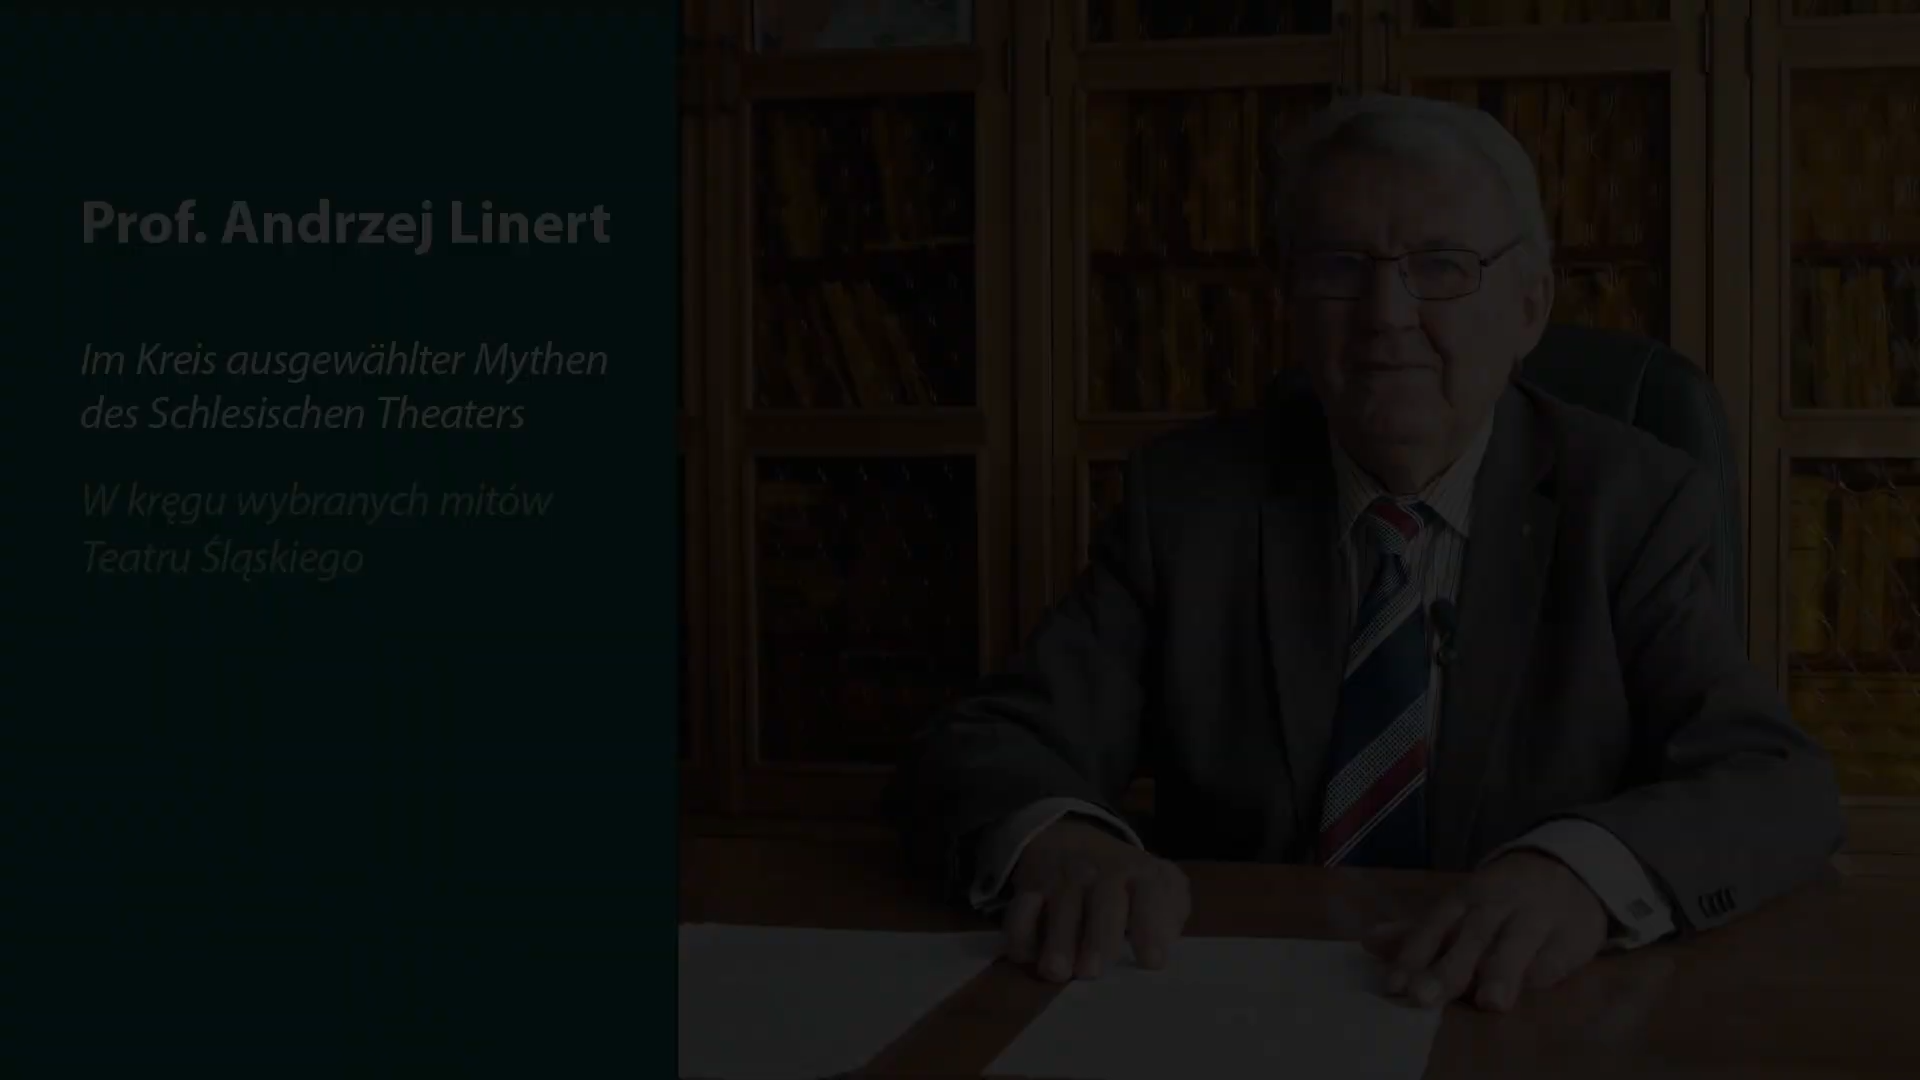 Prof. Andrzej Linert
Im Kreis ausgewählter Mythen
des Schlesischen Theaters
W kręgu wybranych mitów
Teatru Śląskiego